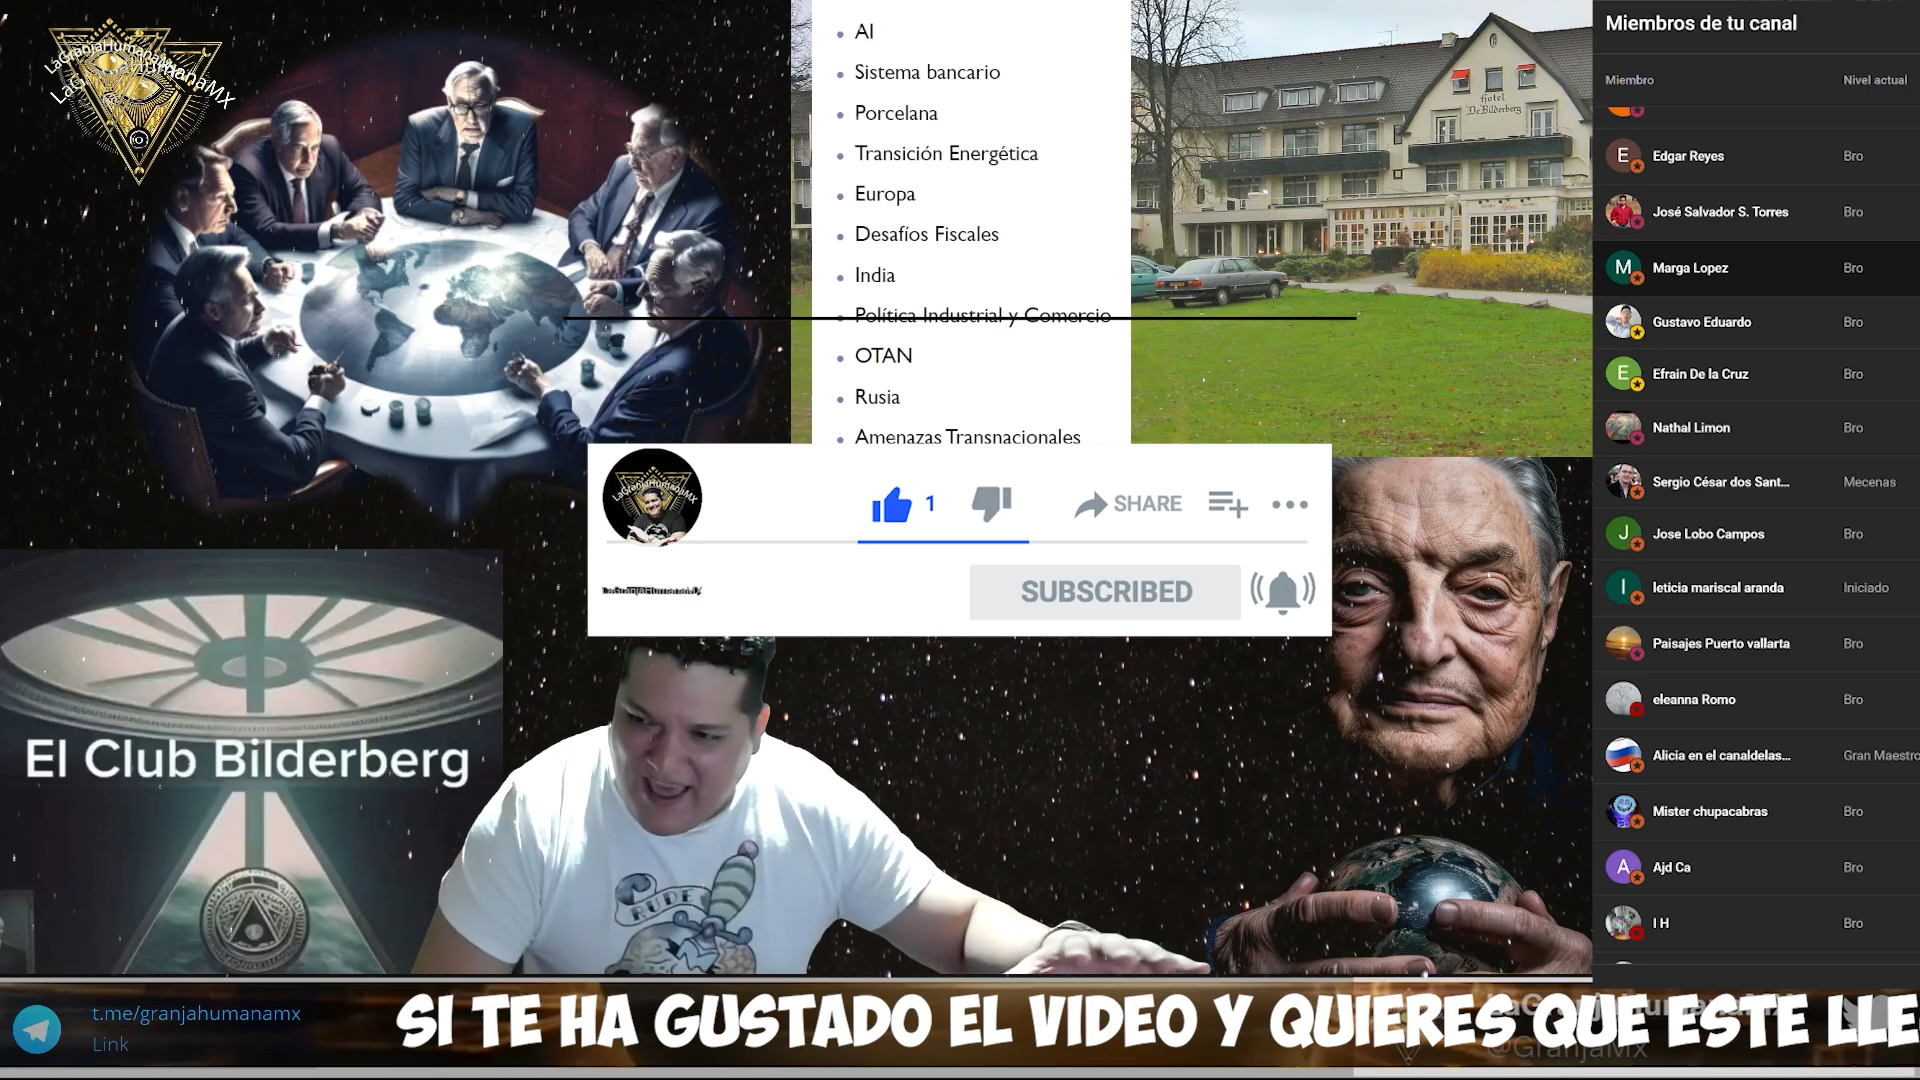 LaGranjaHumanaMX
LaGranjaHumanaMX
AI
Sistema bancario
Porcelana
Transición Energética
Europa
Desafíos Fiscales
India
Política Industrial y Comercio
OTAN
Rusia
Amenazas Transnacionales
Hotel
De Bilderberg
Miembros de tu canal
Miembro Nivel actual
E Edgar Reyes Bro
José Salvador S. Torres Bro
M Marga Lopez Bro
Gustavo Eduardo Bro
E Efrain De la Cruz Bro
Nathal Limon Bro
Sergio César dos Sant... Mecenas
J Jose Lobo Campos Bro
l leticia mariscal aranda Iniciado
Paisajes Puerto vallarta Bro
eleanna Romo Bro
Alicia en el canaldelas... Gran Maestro
Mister chupacabras Bro
A Ajd Ca Bro
I H Bro
LaGranjaHumanaMX
1 SHARE
LaGranjaHumanaMX
SUBSCRIBED
El Club Bilderberg
RUDE
t.me/granjahumanamx
Link
SI TE HA GUSTADO EL VIDEO Y QUIERES QUE ESTE LLE
LaGranjaHumanaMX
@GranjaMx